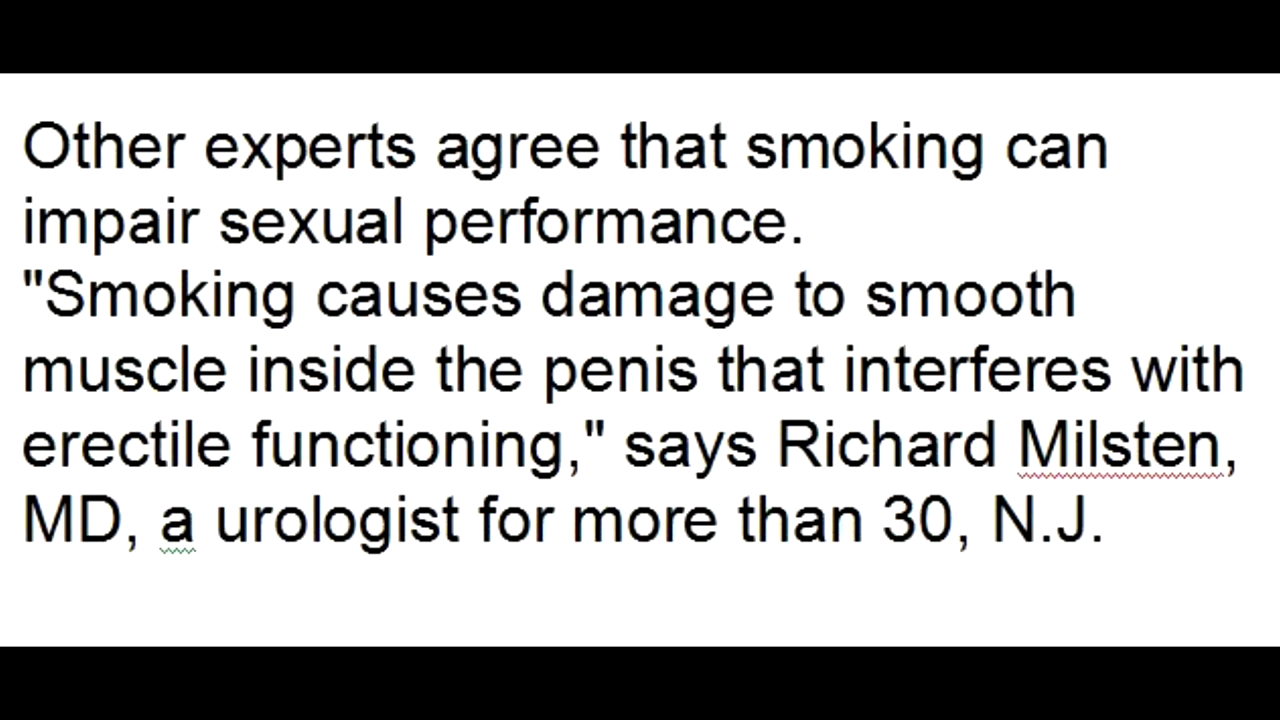 Other experts agree that smoking can
impair sexual performance.
"Smoking causes damage to smooth
muscle inside the penis that interferes with
erectile functioning," says Richard Milsten,
MD, a urologist for more than 30, N.J.